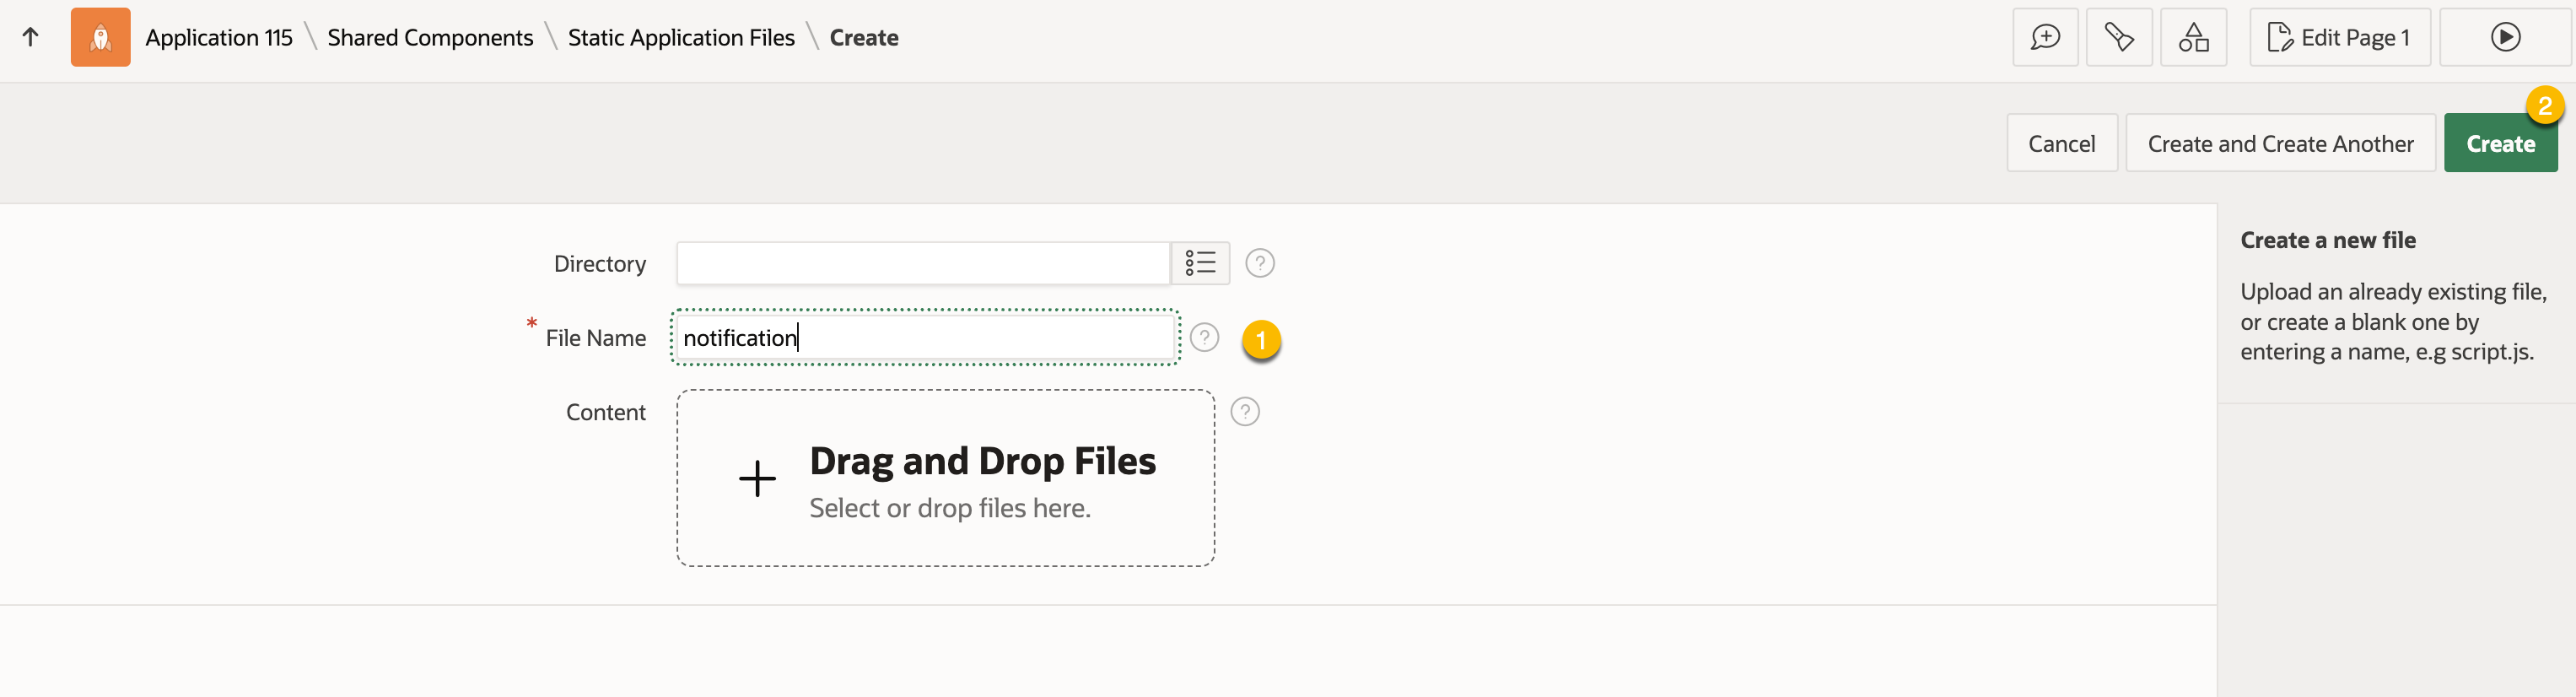 Application 115 \ Shared Components \ Static Application Files \ Create
Edit Page 1
2
Cancel
Create and Create Another
Create
Directory
?
* File Name
notification
?
1
Content
Drag and Drop Files
Select or drop files here.
?
Create a new file
Upload an already existing file,
or create a blank one by
entering a name, e.g script.js.